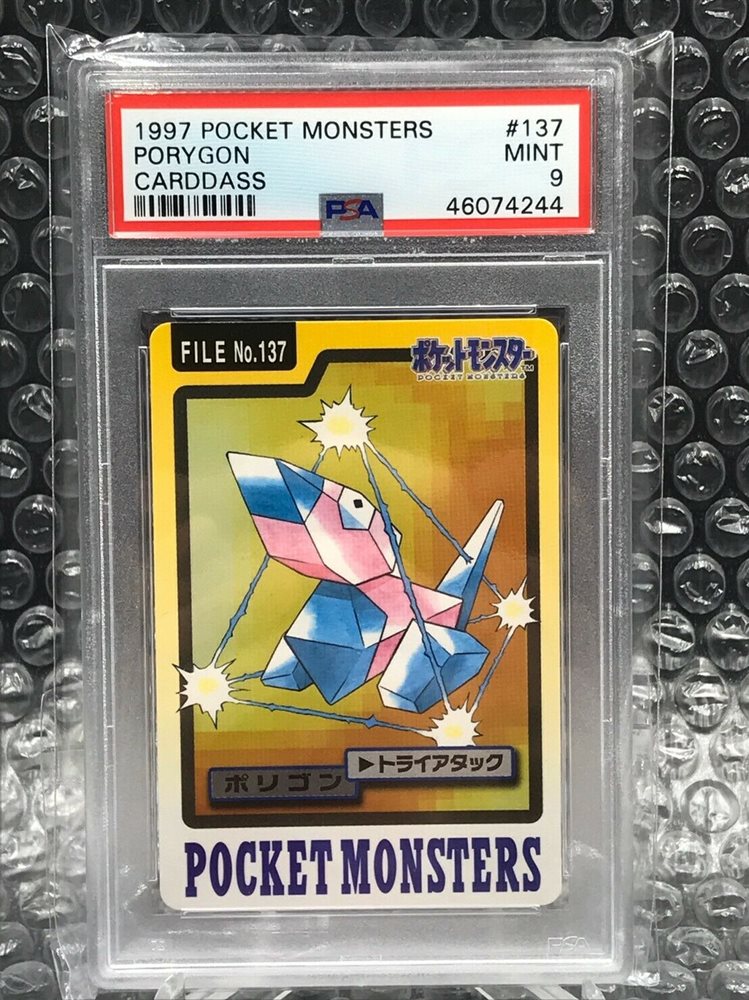 1997 POCKET MONSTERS #137
PORYGON MINT
CARDDASS 9
PSA 46074244
FILE No.137
ポケットモンスター
POCKET MONSTERS TM
ポリゴン
▶トライアタック
POCKET MONSTERS
PSA